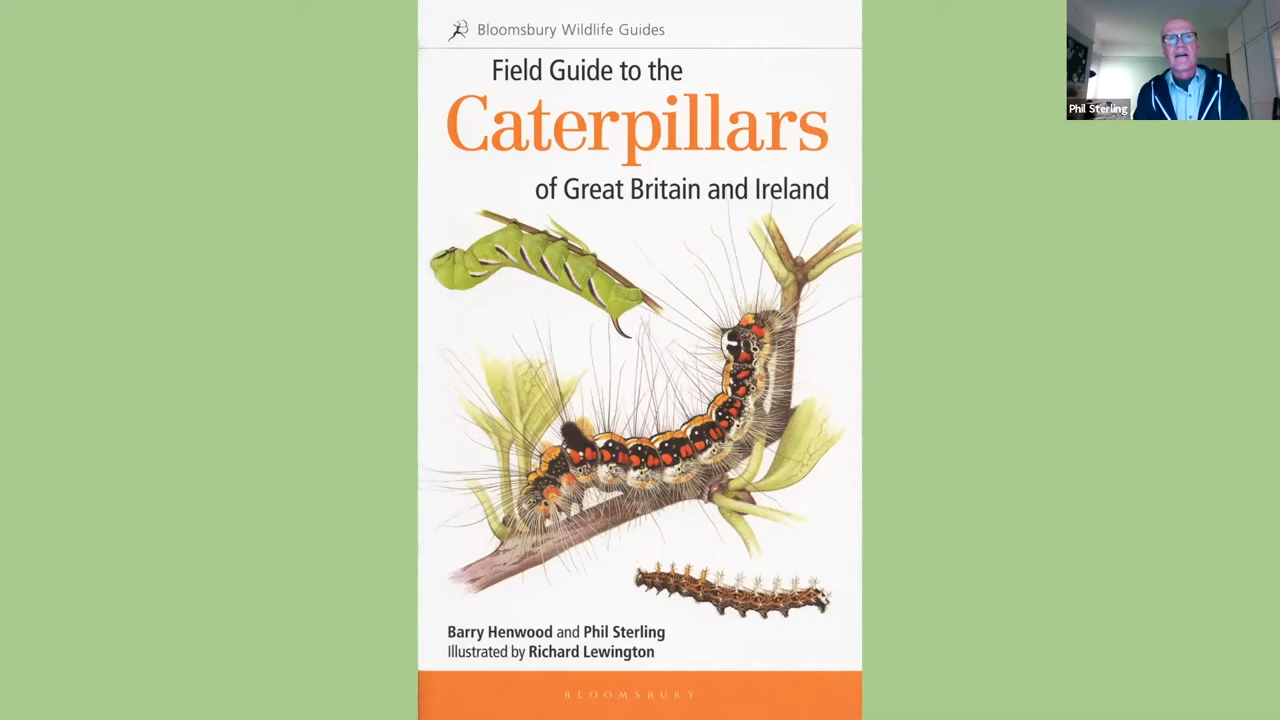 Bloomsbury Wildlife Guides
Field Guide to the
Caterpillars
of Great Britain and Ireland
Barry Henwood and Phil Sterling
Illustrated by Richard Lewington
BLOOMSBURY
Phil Sterling